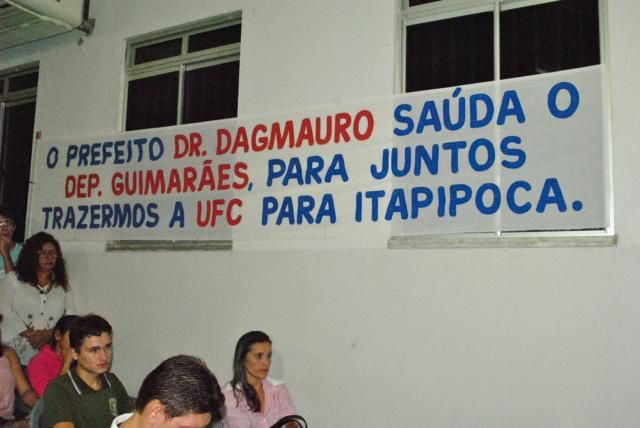 O PREFEITO DR. DAGMAURO SAÚDA O
DEP. GUIMARÃES, PARA JUNTOS
TRAZERMOS A UFC PARA ITAPIPOCA.